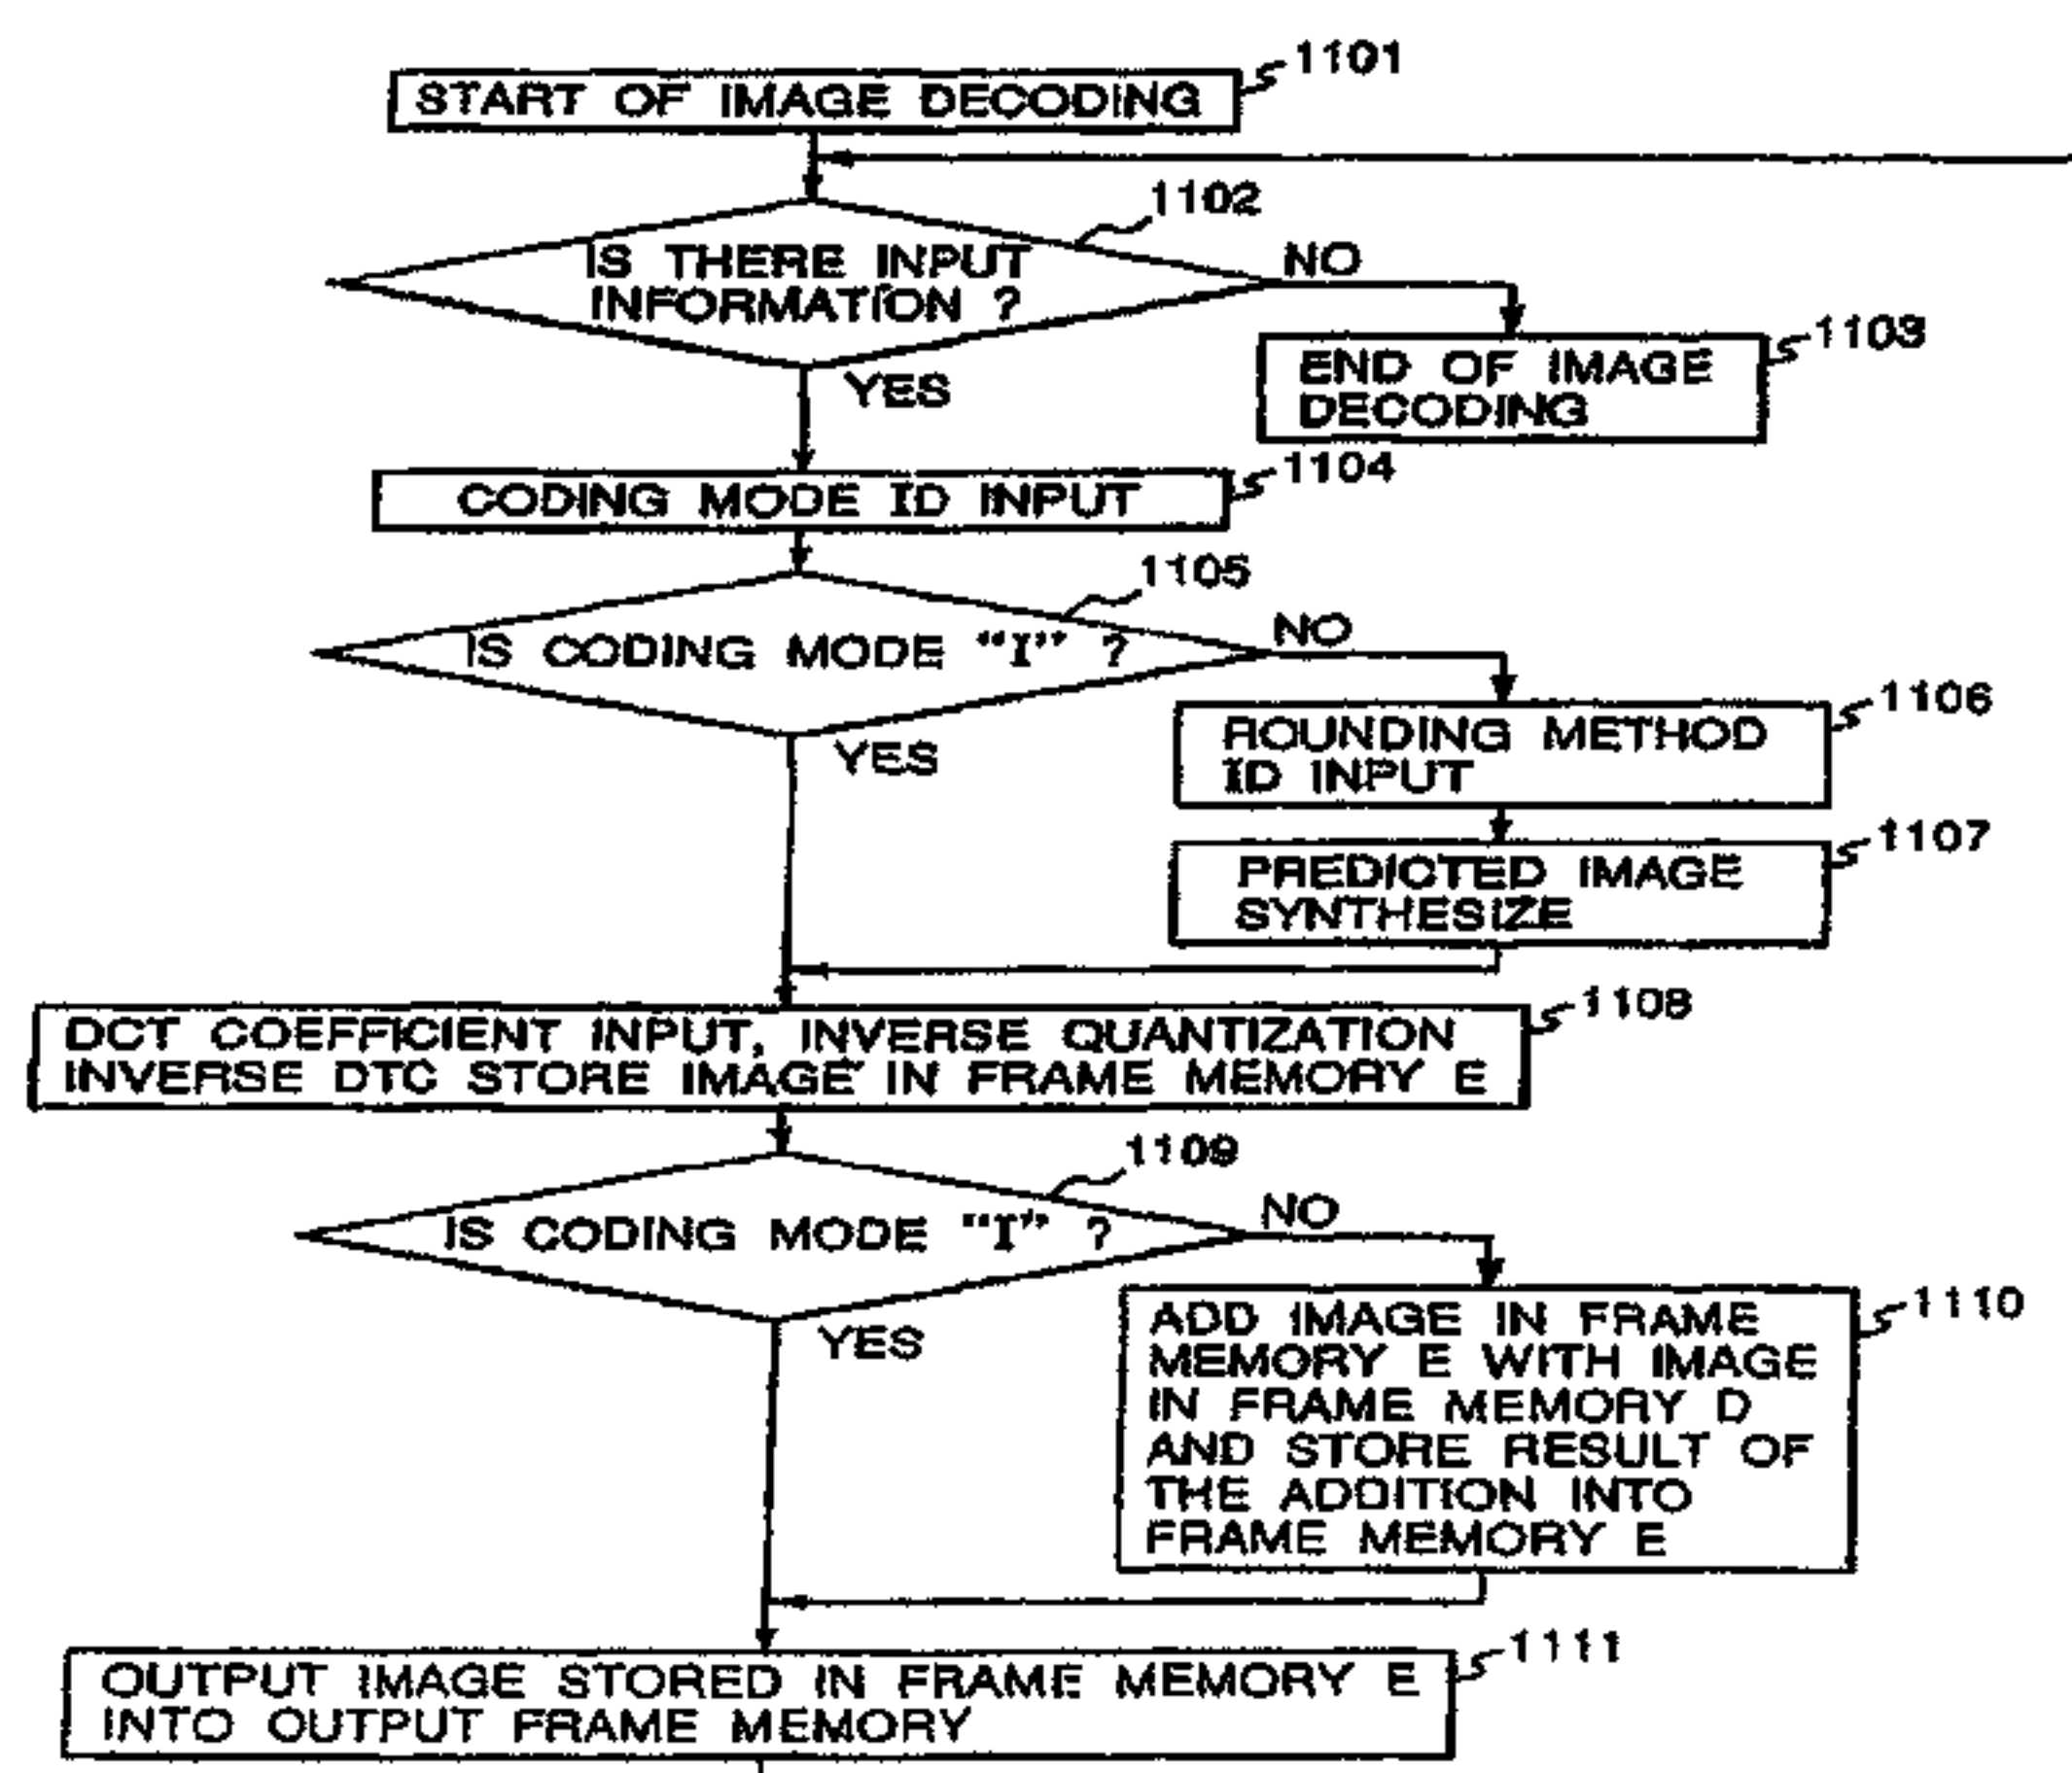 1101
START OF IMAGE DECODING
1102
IS THERE INPUT
INFORMATION ?
NO
YES
1103
END OF IMAGE
DECODING
1104
CODING MODE ID INPUT
1105
IS CODING MODE "I" ?
NO
YES
1106
ROUNDING METHOD
ID INPUT
1107
PREDICTED IMAGE
SYNTHESIZE
1108
DCT COEFFICIENT INPUT, INVERSE QUANTIZATION
INVERSE DTC STORE IMAGE IN FRAME MEMORY E
1109
IS CODING MODE "I" ?
NO
YES
1110
ADD IMAGE IN FRAME
MEMORY E WITH IMAGE
IN FRAME MEMORY D
AND STORE RESULT OF
THE ADDITION INTO
FRAME MEMORY E
1111
OUTPUT IMAGE STORED IN FRAME MEMORY E
INTO OUTPUT FRAME MEMORY